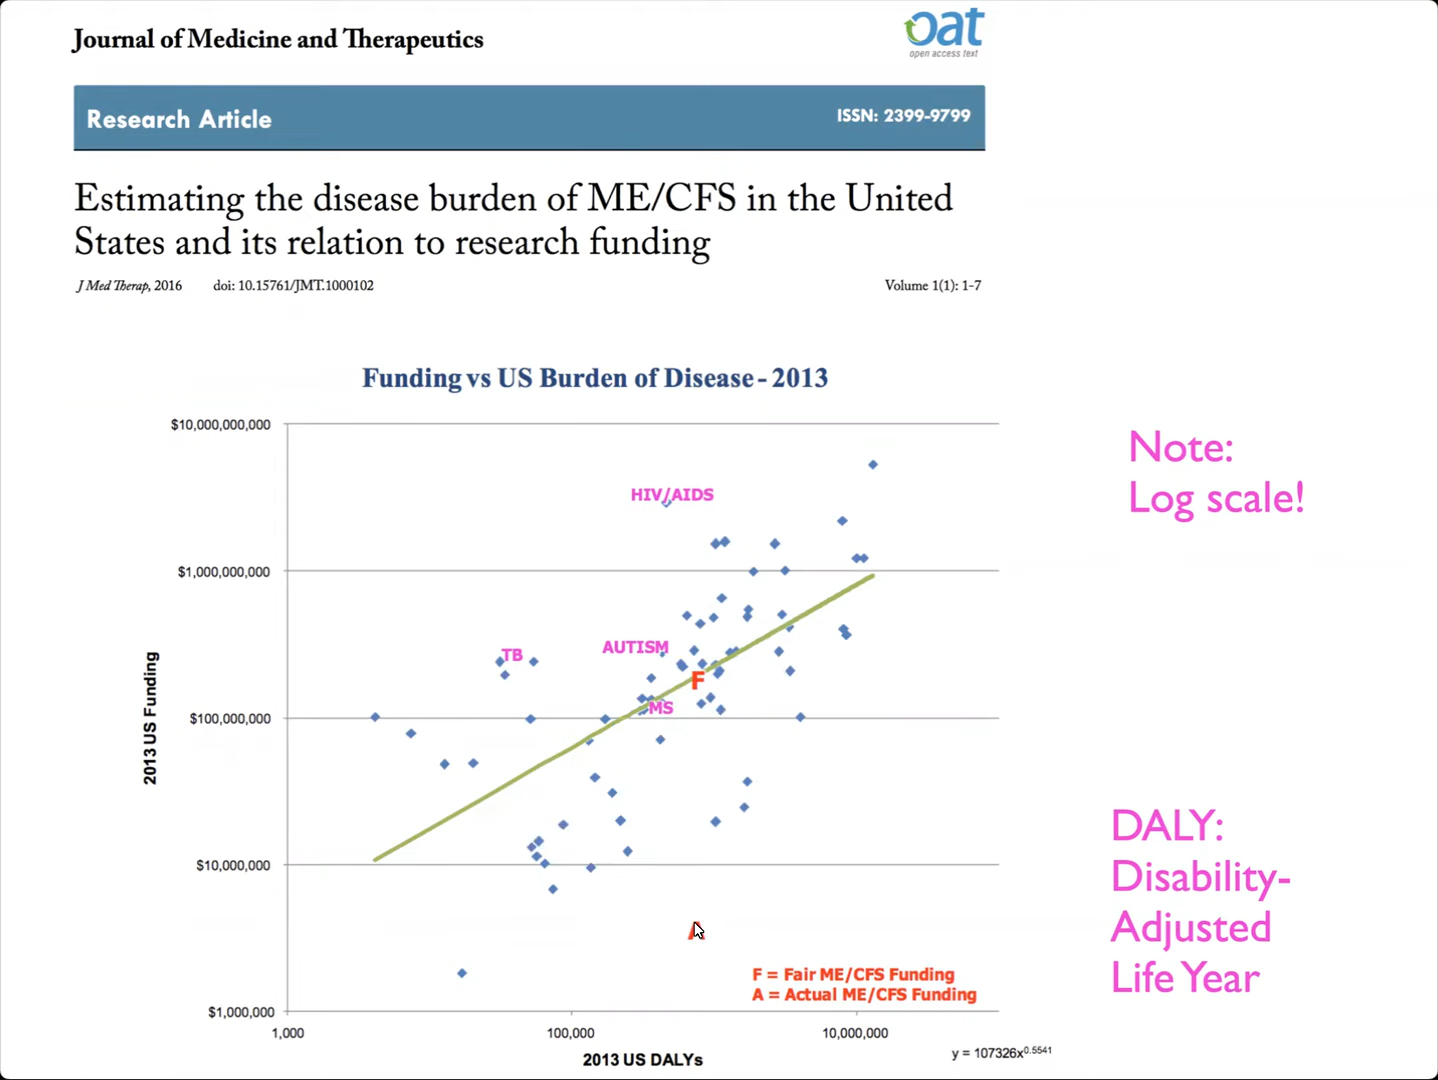 Journal of Medicine and Therapeutics
oat
open access text
Research Article
ISSN: 2399-9799
Estimating the disease burden of ME/CFS in the United
States and its relation to research funding
J Med Therap, 2016 doi: 10.15761/JMT.1000102
Volume 1(1): 1-7
Funding vs US Burden of Disease - 2013
$10,000,000,000
$1,000,000,000
$100,000,000
$10,000,000
$1,000,000
2013 US Funding
HIV/AIDS
AUTISM
TB
F
MS
A
F = Fair ME/CFS Funding
A = Actual ME/CFS Funding
1,000
100,000
10,000,000
2013 US DALYs
y = 107326x^0.5541
Note:
Log scale!
DALY:
Disability-
Adjusted
Life Year